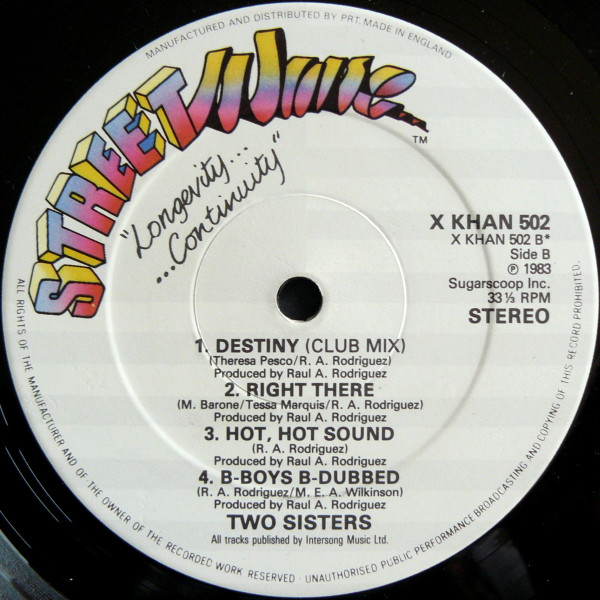 MANUFACTURED AND DISTRIBUTED BY PRT. MADE IN ENGLAND
STREETWAVE...
TM
"Longevity...
...Continuity"
X KHAN 502
X KHAN 502 B*
Side B
℗ 1983
Sugarscoop Inc.
33⅓ RPM
STEREO
1. DESTINY (CLUB MIX)
(Theresa Pesco/R. A. Rodriguez)
Produced by Raul A. Rodriguez
2. RIGHT THERE
(M. Barone/Tessa Marquis/R. A. Rodriguez)
Produced by Raul A. Rodriguez
3. HOT, HOT SOUND
(R. A. Rodriguez)
Produced by Raul A. Rodriguez
4. B-BOYS B-DUBBED
(R. A. Rodriguez/M. E. A. Wilkinson)
Produced by Raul A. Rodriguez
TWO SISTERS
All tracks published by Intersong Music Ltd.
ALL RIGHTS OF THE MANUFACTURER AND OF THE OWNER OF THE RECORDED WORK RESERVED · UNAUTHORISED PUBLIC PERFORMANCE BROADCASTING AND COPYING OF THIS RECORD PROHIBITED.